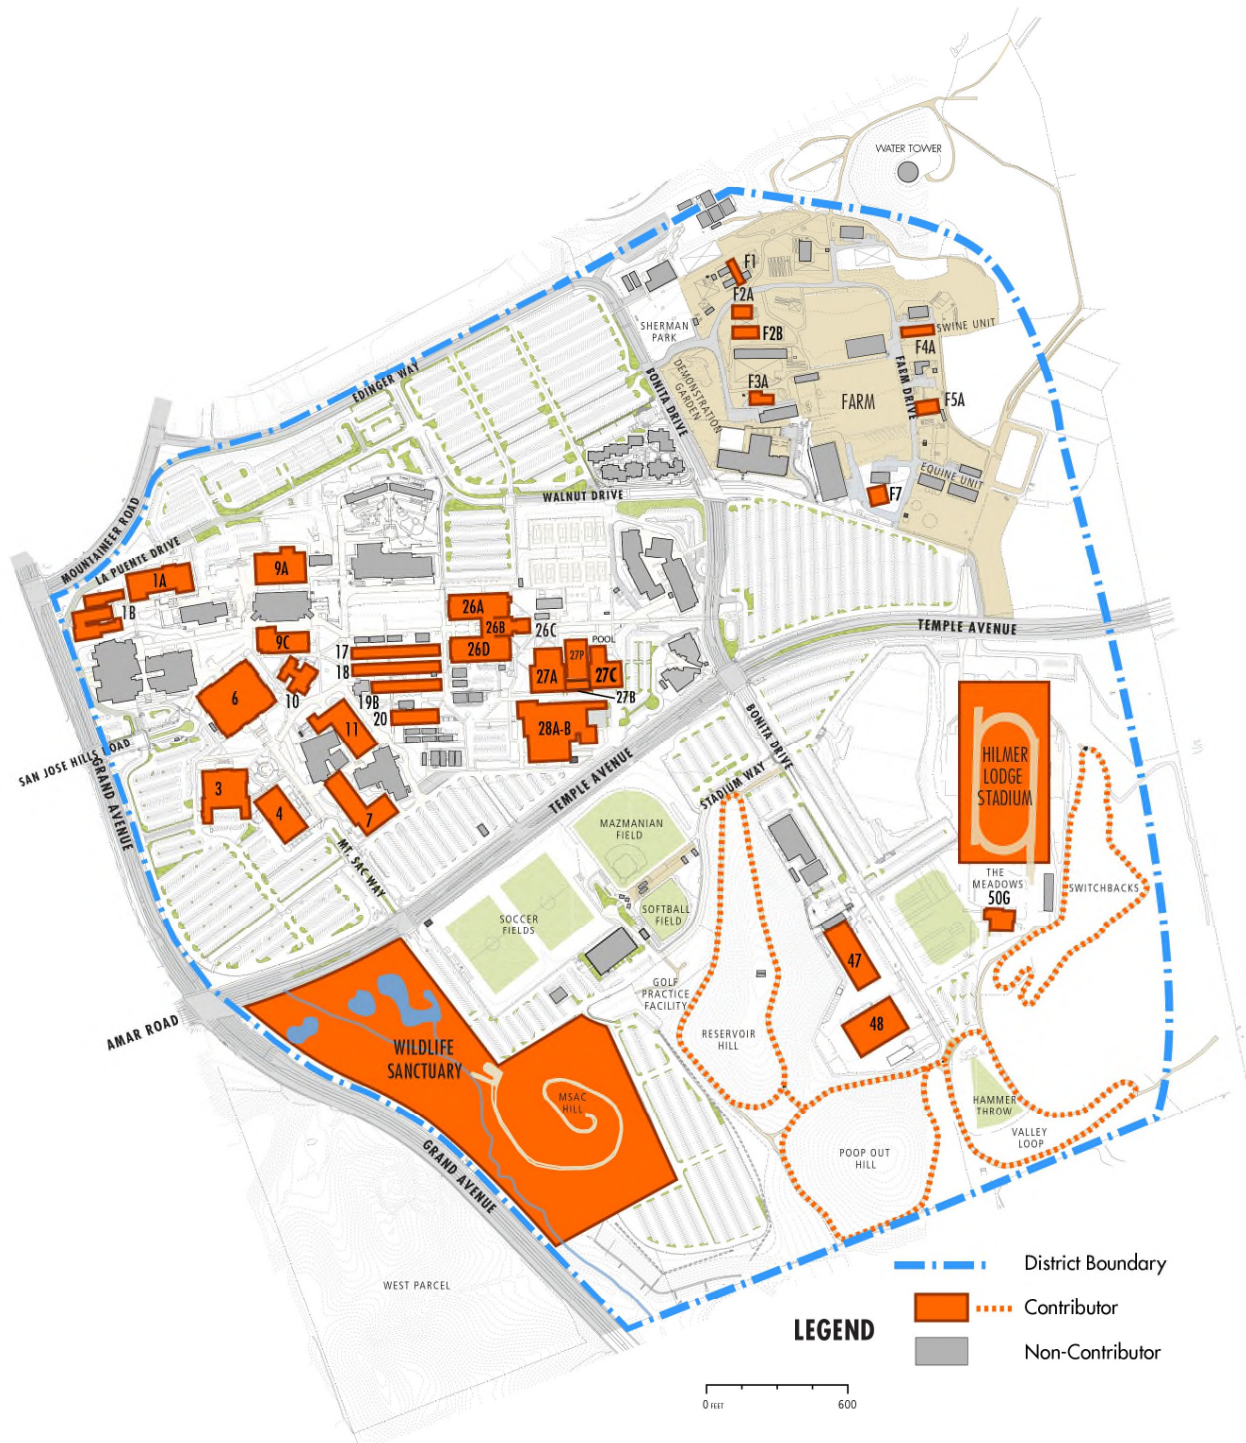 WATER TOWER
F1
F2A
SHERMAN
PARK
F2B
SWINE UNIT
F4A
EDINGER WAY
BONITA DRIVE
DEMONSTRATION
GARDEN
F3A
FARM
FARM DRIVE
F5A
EQUINE UNIT
F7
WALNUT DRIVE
MOUNTAINEER ROAD
LA PUENTE DRIVE
1A
1B
9A
9C
26A
26B
26C
26D
TEMPLE AVENUE
POOL
17
18
19B
20
27A
27P
27C
27B
6
10
11
28A-B
SAN JOSE HILLS ROAD
GRAND AVENUE
3
4
7
MT. SAC WAY
TEMPLE AVENUE
BONITA DRIVE
STADIUM WAY
HILMER
LODGE
STADIUM
MAZMANIAN
FIELD
THE
MEADOWS
50G
SWITCHBACKS
SOCCER
FIELDS
SOFTBALL
FIELD
47
GOLF
PRACTICE
FACILITY
AMAR ROAD
WILDLIFE
SANCTUARY
RESERVOIR
HILL
48
MSAC
HILL
HAMMER
THROW
VALLEY
LOOP
POOP OUT
HILL
GRAND AVENUE
WEST PARCEL
LEGEND
District Boundary
Contributor
Non-Contributor
0 FEET
600